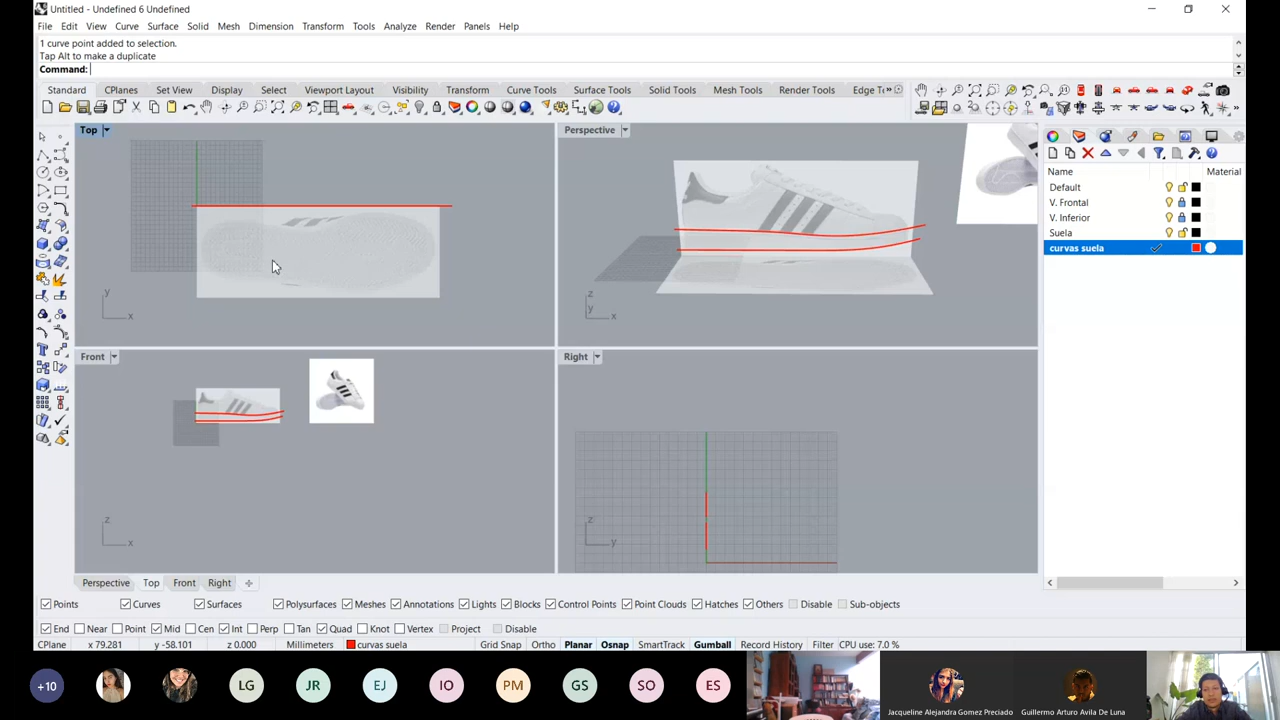 Untitled - Undefined 6 Undefined
File Edit View Curve Surface Solid Mesh Dimension Transform Tools Analyze Render Panels Help
1 curve point added to selection.
Tap Alt to make a duplicate
Command:
Standard CPlanes Set View Display Select Viewport Layout Visibility Transform Curve Tools Surface Tools Solid Tools Mesh Tools Render Tools Edge T
Top
Perspective
Name Material
Default
V. Frontal
V. Inferior
Suela
curvas suela
y
x
z
y
x
Front
Right
z
x
z
y
Perspective Top Front Right
Points Curves Surfaces Polysurfaces Meshes Annotations Lights Blocks Control Points Point Clouds Hatches Others Disable Sub-objects
End Near Point Mid Cen Int Perp Tan Quad Knot Vertex Project Disable
CPlane x 79.281 y -58.101 z 0.000 Millimeters curvas suela Grid Snap Ortho Planar Osnap SmartTrack Gumball Record History Filter CPU use: 7.0 %
+10 LG JR EJ IO PM GS SO ES
Jacqueline Alejandra Gomez Preciado Guillermo Arturo Avila De Luna